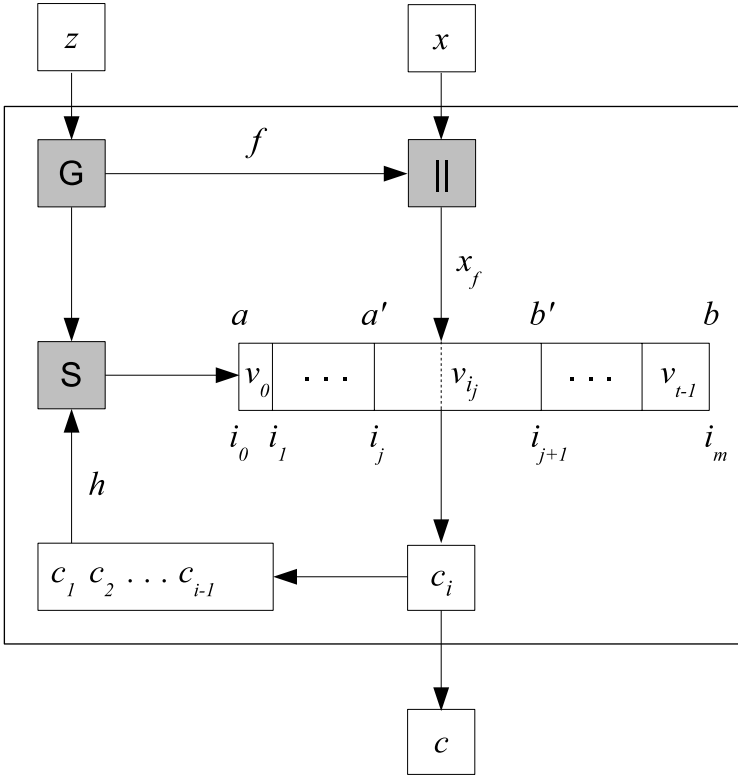 z x
f
G ||
x_f
a a′ b′ b
S v_0 . . . v_{i_j} . . . v_{t-1}
i_0 i_1 i_j i_{j+1} i_m
h
c_1 c_2 . . . c_{i-1} c_i
c